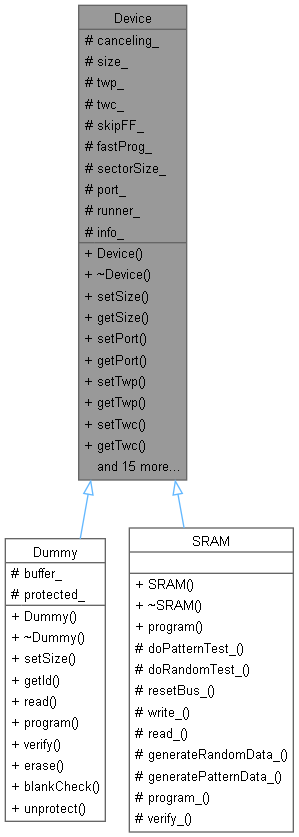 Device
# canceling_
# size_
# twp_
# twc_
# skipFF_
# fastProg_
# sectorSize_
# port_
# runner_
# info_
+ Device()
+ ~Device()
+ setSize()
+ getSize()
+ setPort()
+ getPort()
+ setTwp()
+ getTwp()
+ setTwc()
+ getTwc()
and 15 more...
Dummy
# buffer_
# protected_
+ Dummy()
+ ~Dummy()
+ setSize()
+ getId()
+ read()
+ program()
+ verify()
+ erase()
+ blankCheck()
+ unprotect()
SRAM
+ SRAM()
+ ~SRAM()
+ program()
# doPatternTest_()
# doRandomTest_()
# resetBus_()
# write_()
# read_()
# generateRandomData_()
# generatePatternData_()
# program_()
# verify_()